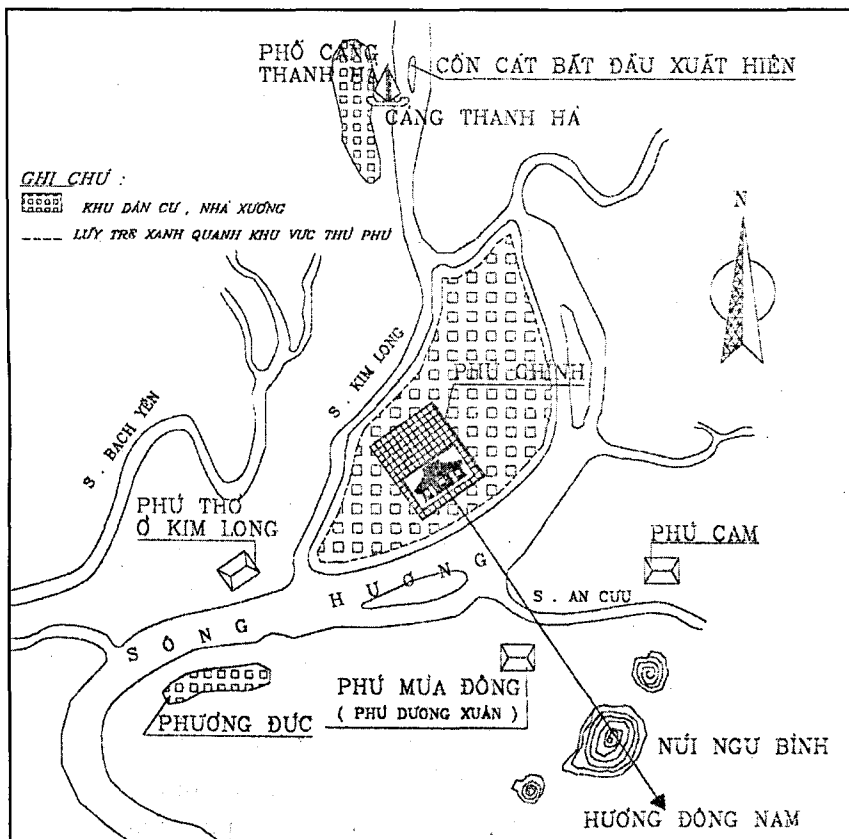 PHỐ CẢNG
THANH HÀ
CỒN CÁT BẮT ĐẦU XUẤT HIỆN
CẢNG THANH HÀ
GHI CHÚ :
KHU DÂN CƯ , NHÀ XƯỞNG
LŨY TRE XANH QUANH KHU VỰC THỦ PHỦ
N
S . KIM LONG
PHỦ CHÍNH
S . BẠCH YẾN
PHỦ THỜ
Ở KIM LONG
PHỦ CAM
SÔNG HƯƠNG
S . AN CỰU
PHỦ MÙA ĐÔNG
( PHỦ DƯƠNG XUÂN )
PHƯỜNG ĐÚC
NÚI NGỰ BÌNH
HƯỚNG ĐÔNG NAM